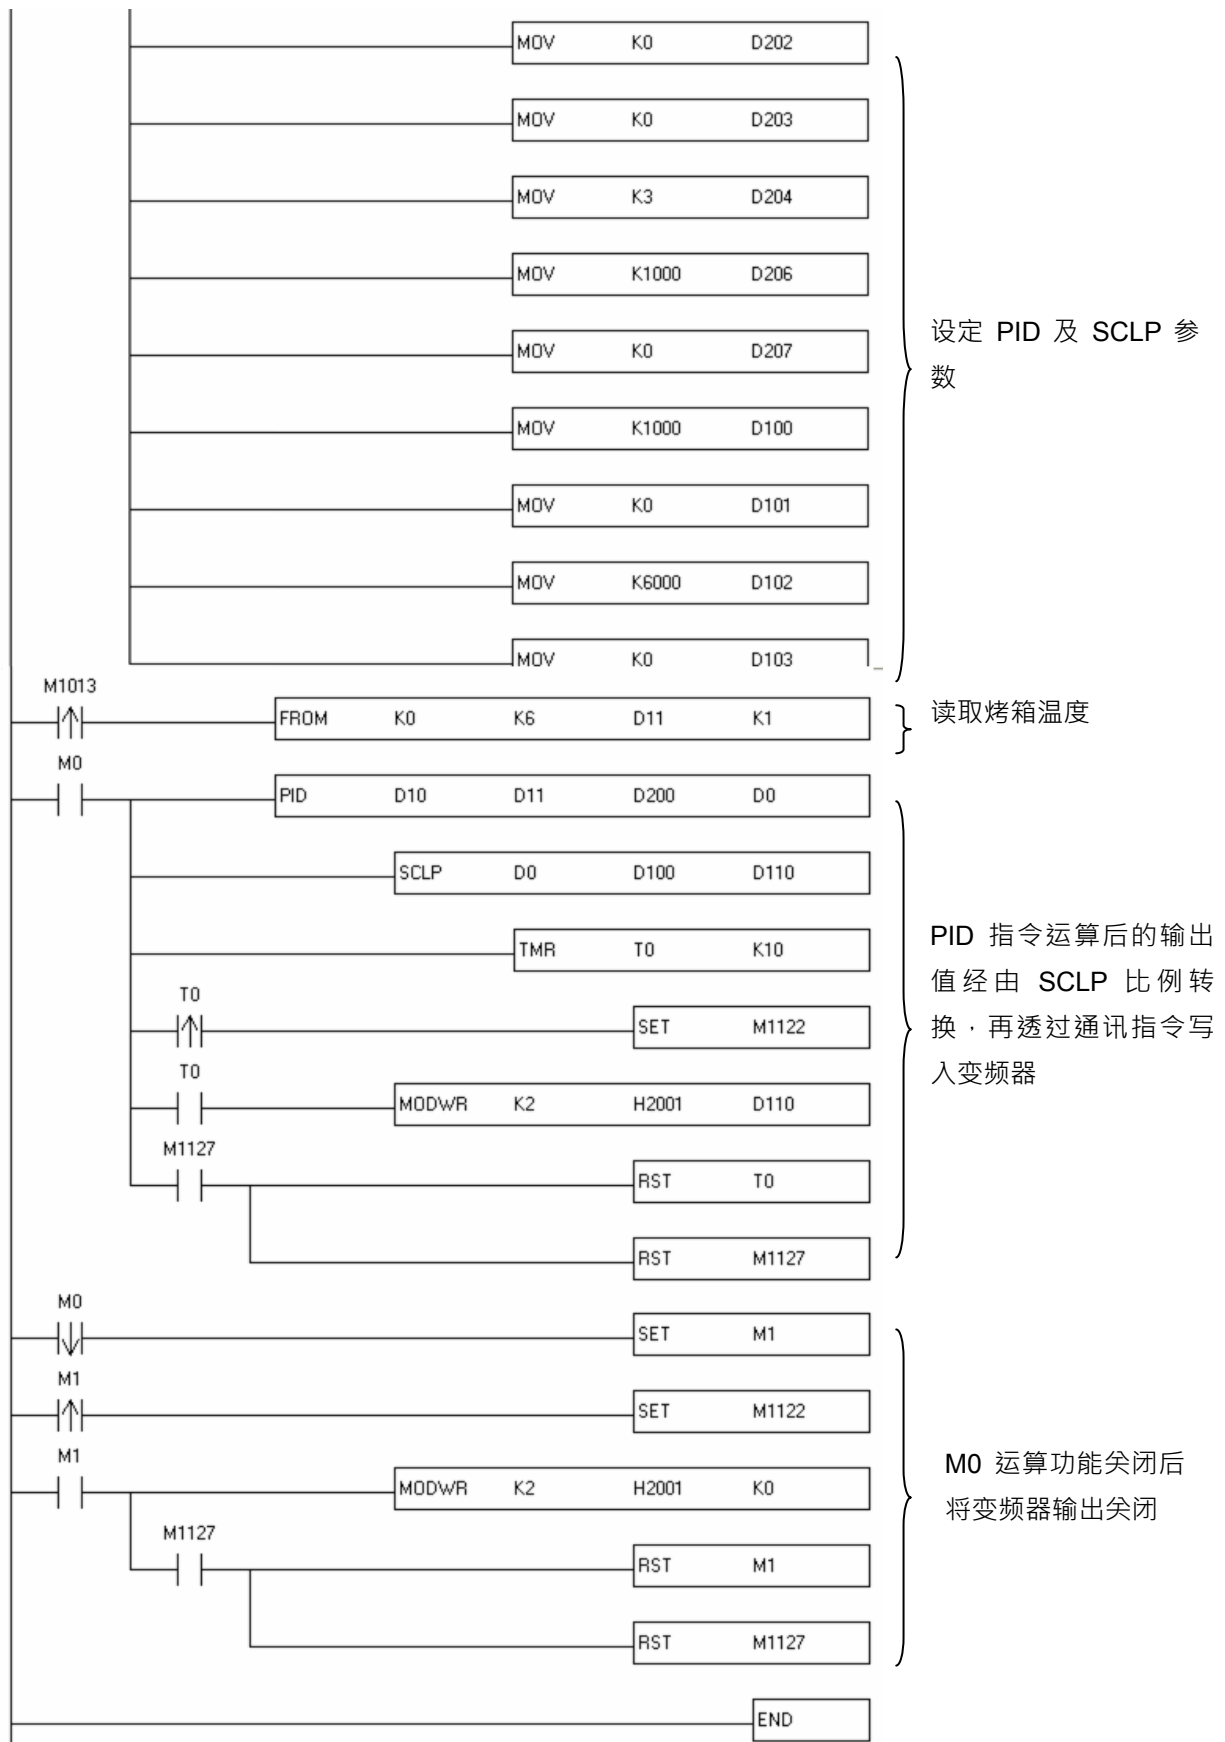 MOV K0 D202
MOV K0 D203
MOV K3 D204
MOV K1000 D206
MOV K0 D207
MOV K1000 D100
MOV K0 D101
MOV K6000 D102
MOV K0 D103
设定 PID 及 SCLP 参
数
M1013
FROM K0 K6 D11 K1
读取烤箱温度
M0
PID D10 D11 D200 D0
SCLP D0 D100 D110
TMR T0 K10
T0
SET M1122
T0
MODWR K2 H2001 D110
M1127
RST T0
RST M1127
PID 指令运算后的输出
值经由 SCLP 比例转
换，再透过通讯指令写
入变频器
M0
SET M1
M1
SET M1122
M1
MODWR K2 H2001 K0
M1127
RST M1
RST M1127
M0 运算功能关闭后
将变频器输出关闭
END